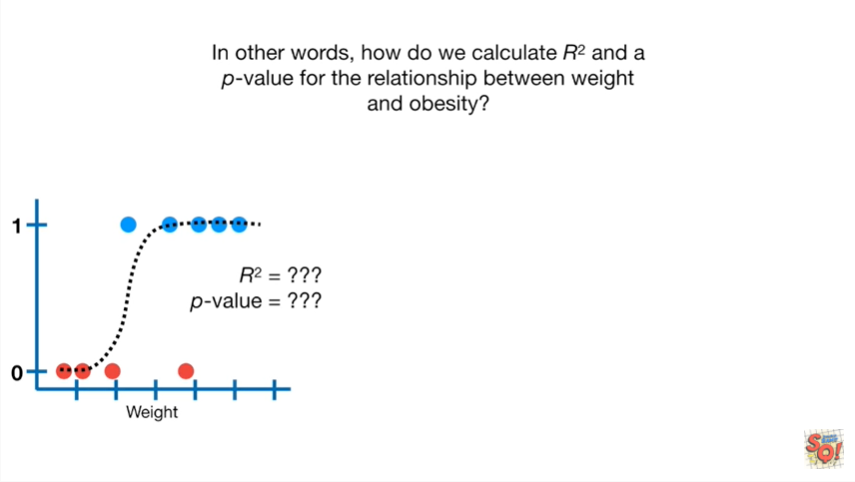 In other words, how do we calculate R² and a
p-value for the relationship between weight
and obesity?
1
R² = ???
p-value = ???
0
Weight
SQ!